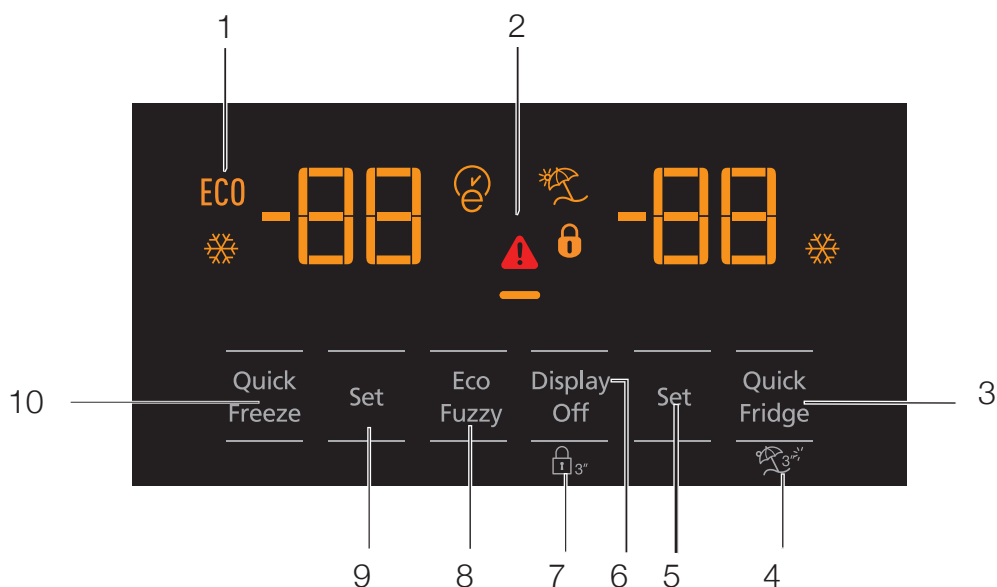 1 2
ECO -88 e -88
!
10 Quick Freeze Set Eco Fuzzy Display Off Set Quick Fridge 3
3" 3"
9 8 7 6 5 4